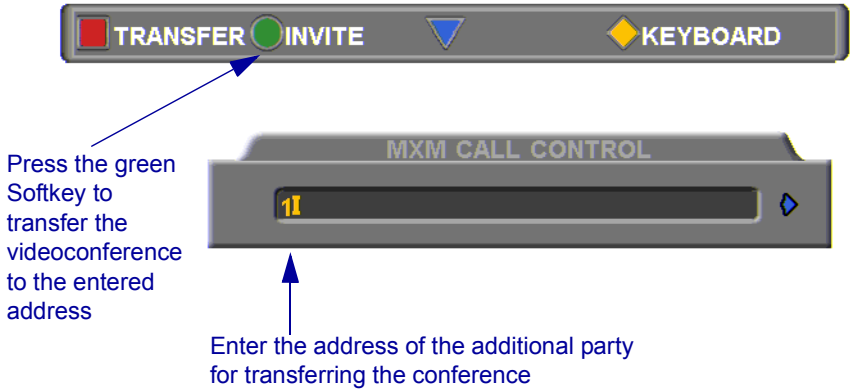 TRANSFER INVITE KEYBOARD
MXM CALL CONTROL
1
Press the green
Softkey to
transfer the
videoconference
to the entered
address
Enter the address of the additional party
for transferring the conference